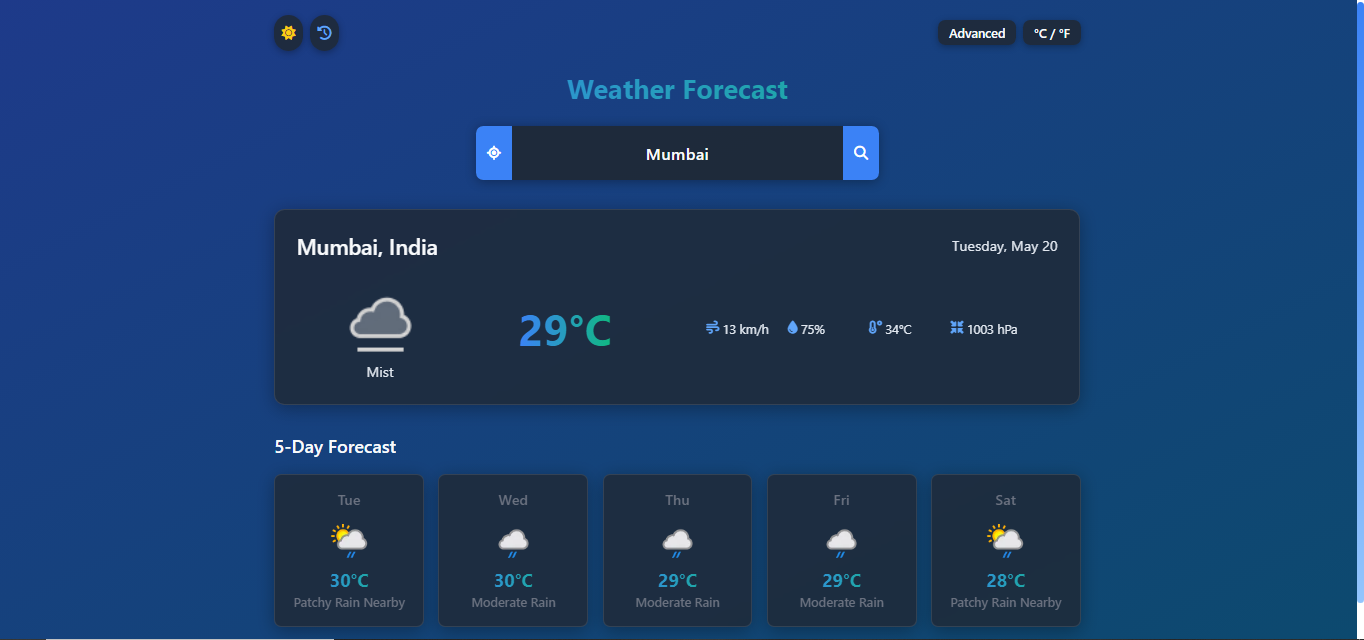 Advanced °C / °F
Weather Forecast
Mumbai
Mumbai, India Tuesday, May 20
29°C 13 km/h 75% 34°C 1003 hPa
Mist
5-Day Forecast
Tue Wed Thu Fri Sat
30°C 30°C 29°C 29°C 28°C
Patchy Rain Nearby Moderate Rain Moderate Rain Moderate Rain Patchy Rain Nearby